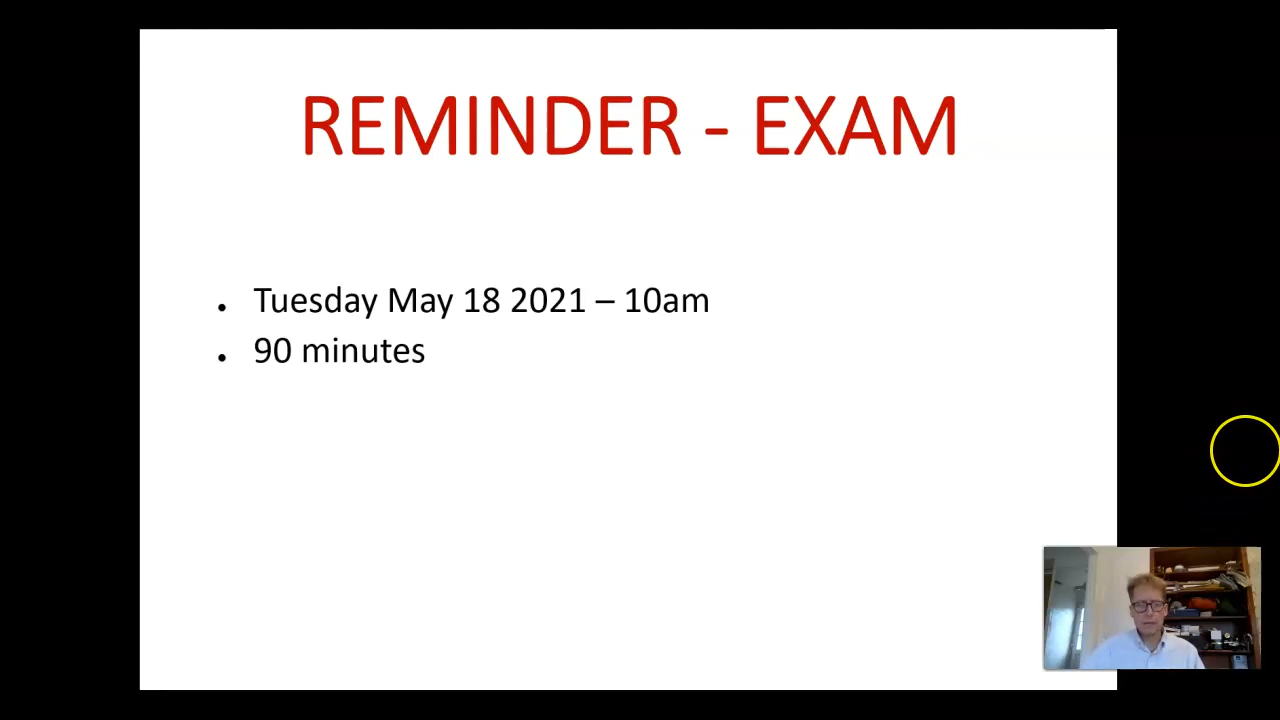 REMINDER - EXAM
• Tuesday May 18 2021 – 10am
• 90 minutes